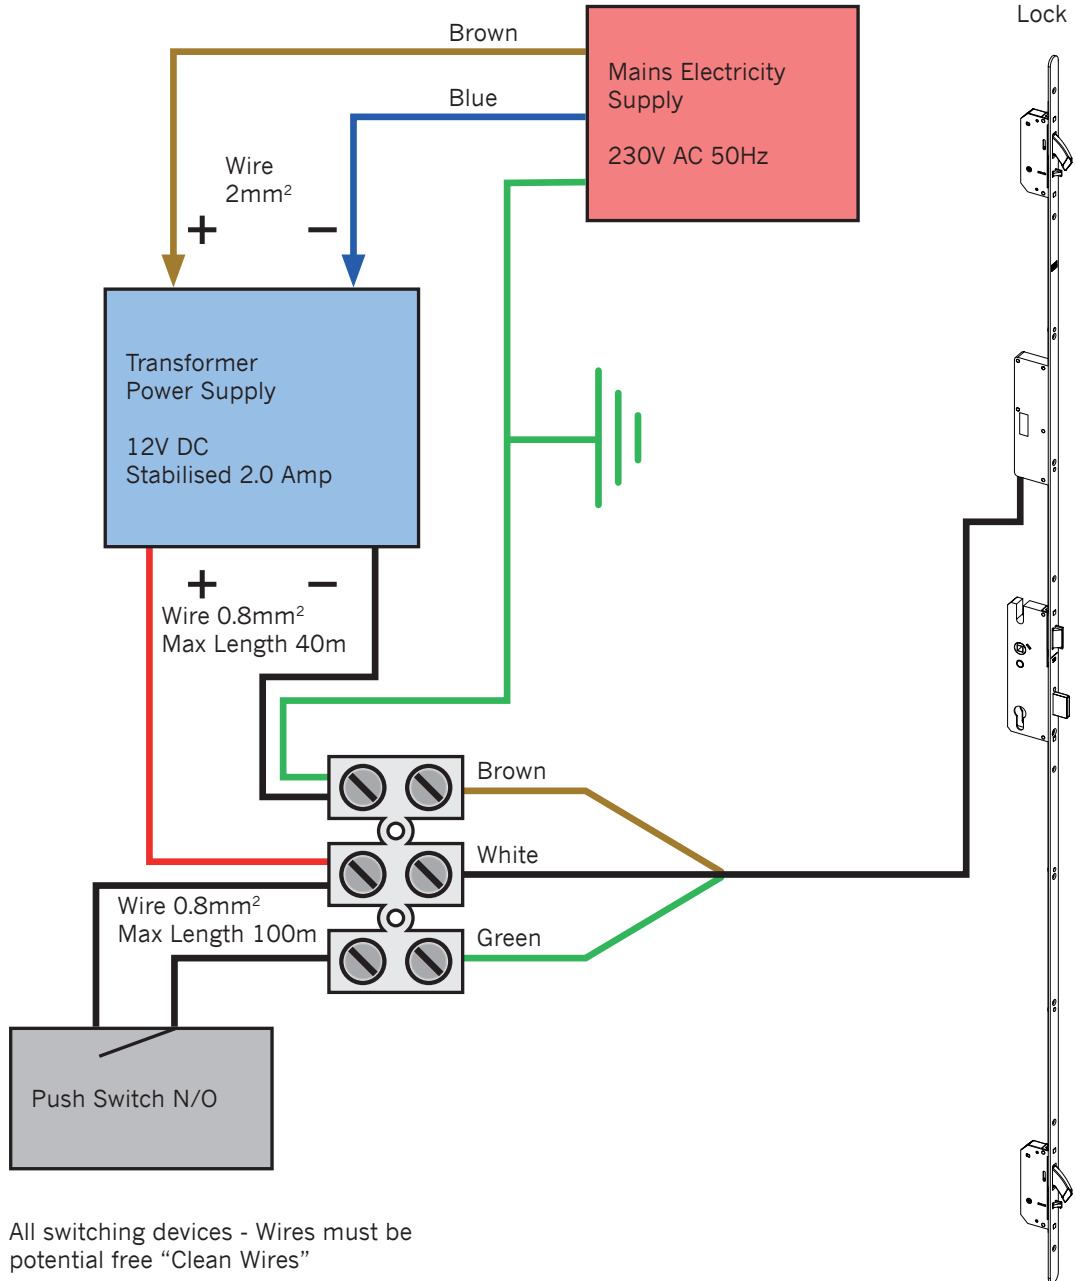 Lock
Brown
Mains Electricity
Supply
230V AC 50Hz
Blue
Wire
2mm²
+ −
Transformer
Power Supply
12V DC
Stabilised 2.0 Amp
+ −
Wire 0.8mm²
Max Length 40m
Brown
White
Wire 0.8mm²
Max Length 100m
Green
Push Switch N/O
All switching devices - Wires must be
potential free “Clean Wires”